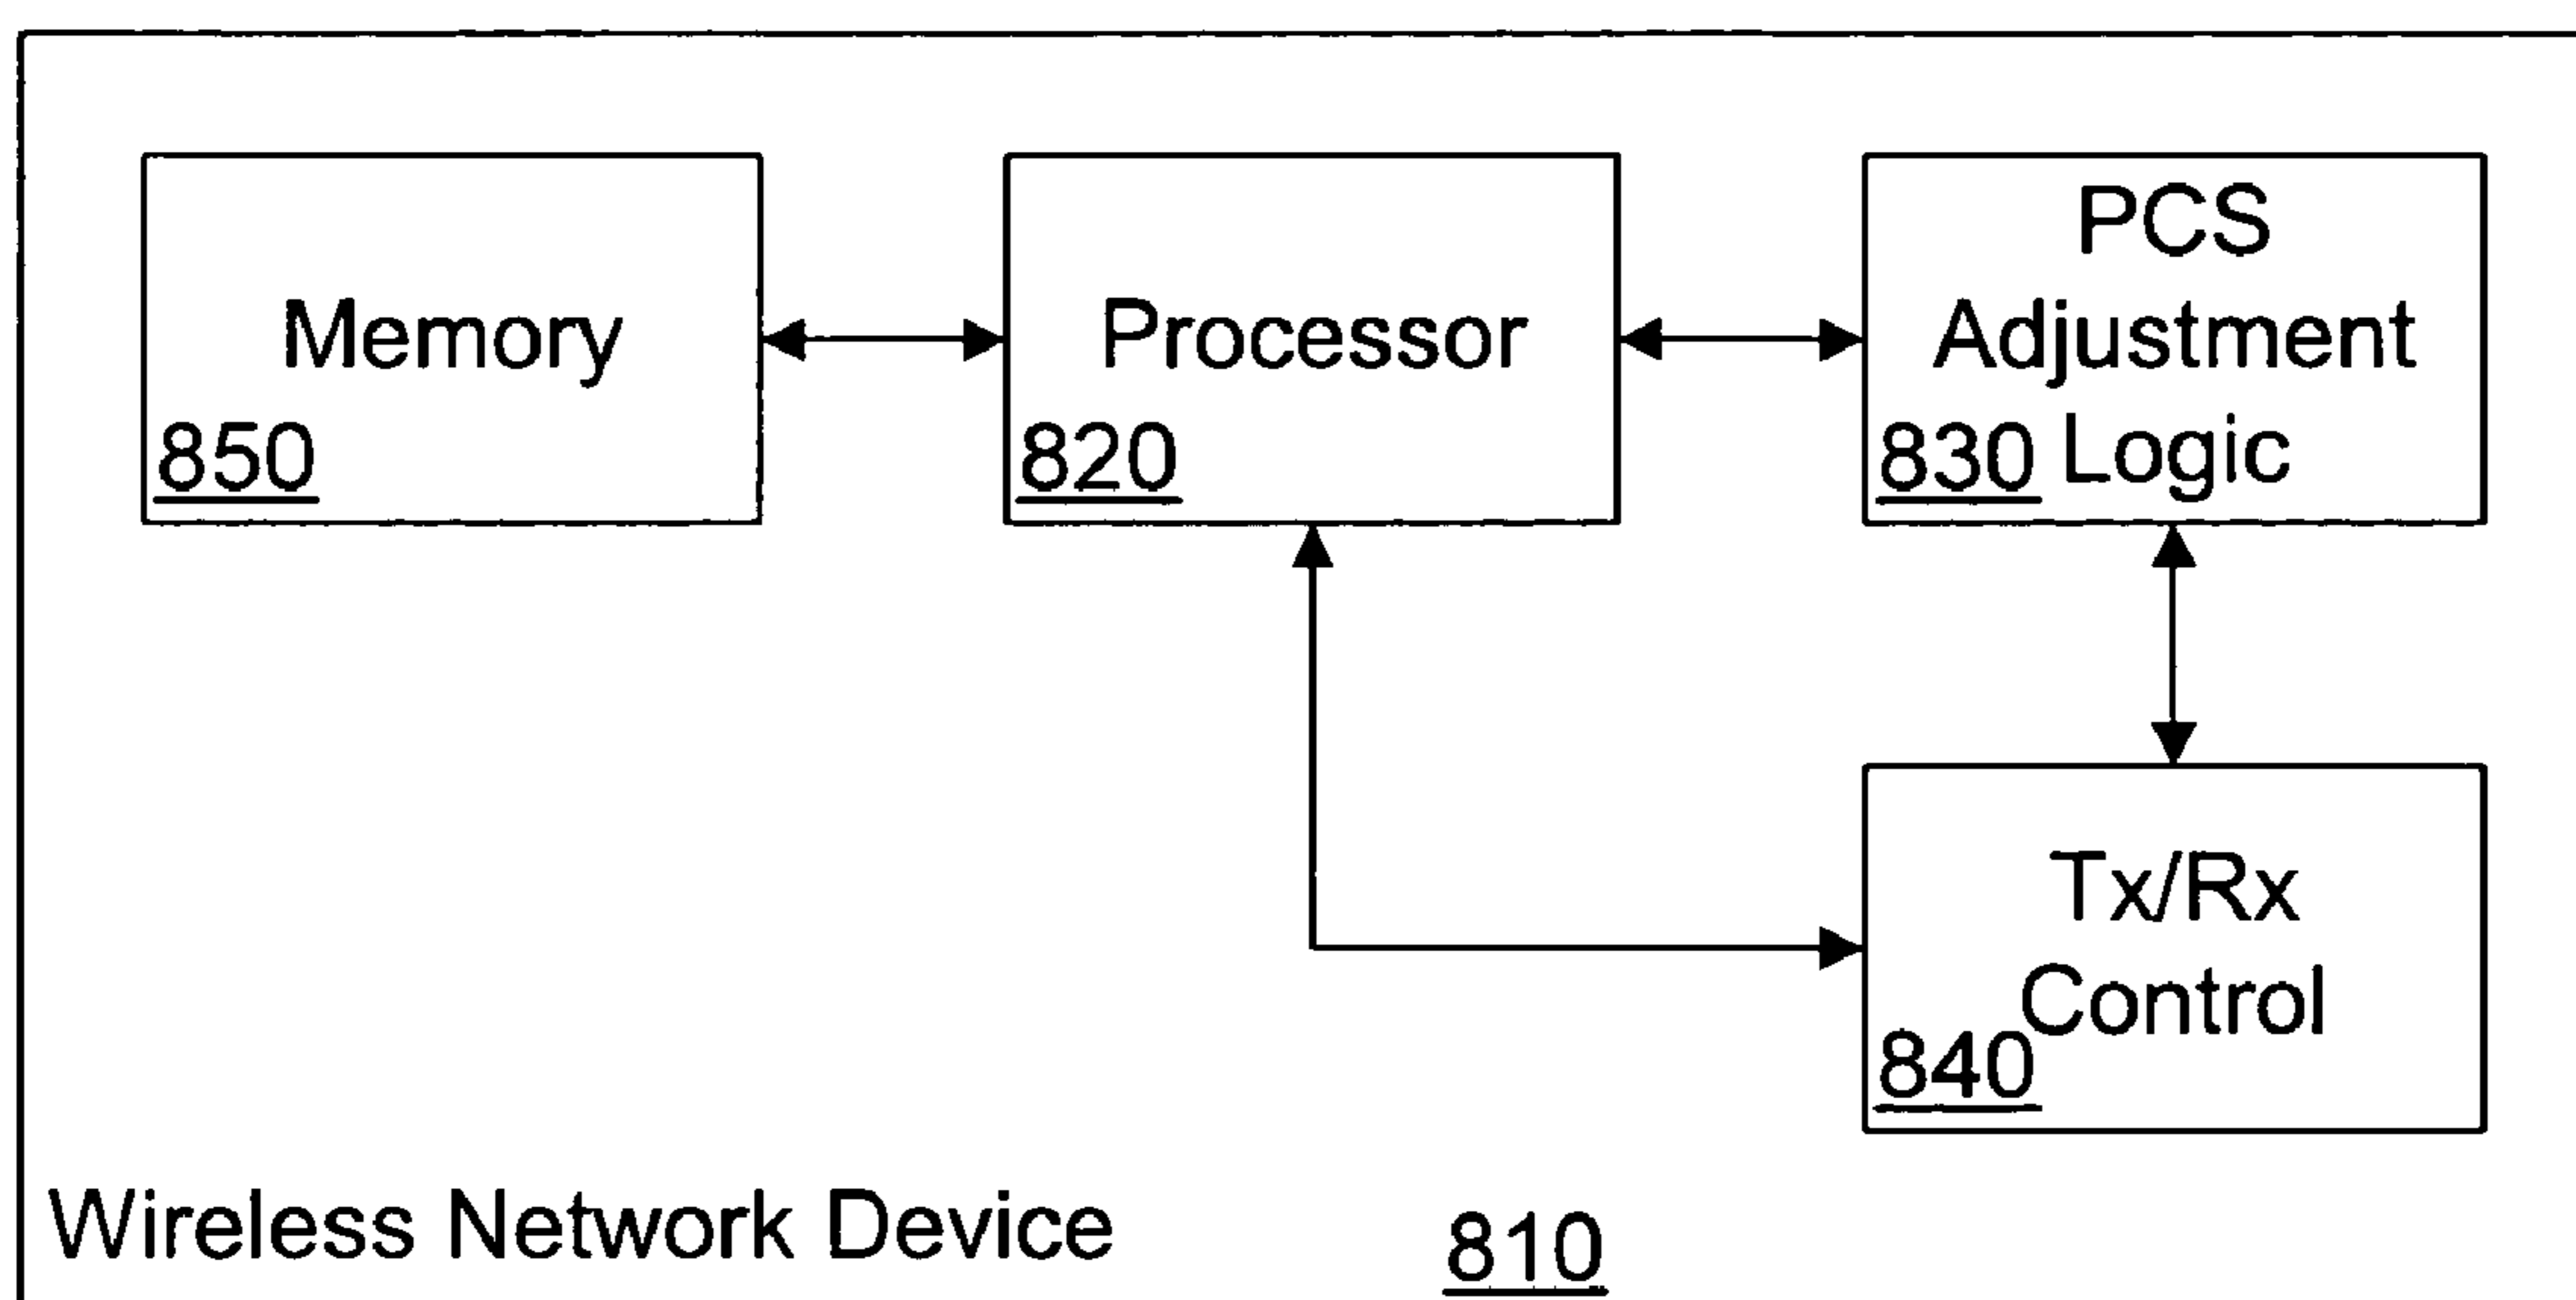 Memory
850
Processor
820
PCS
Adjustment
Logic
830
Tx/Rx
Control
840
Wireless Network Device
810